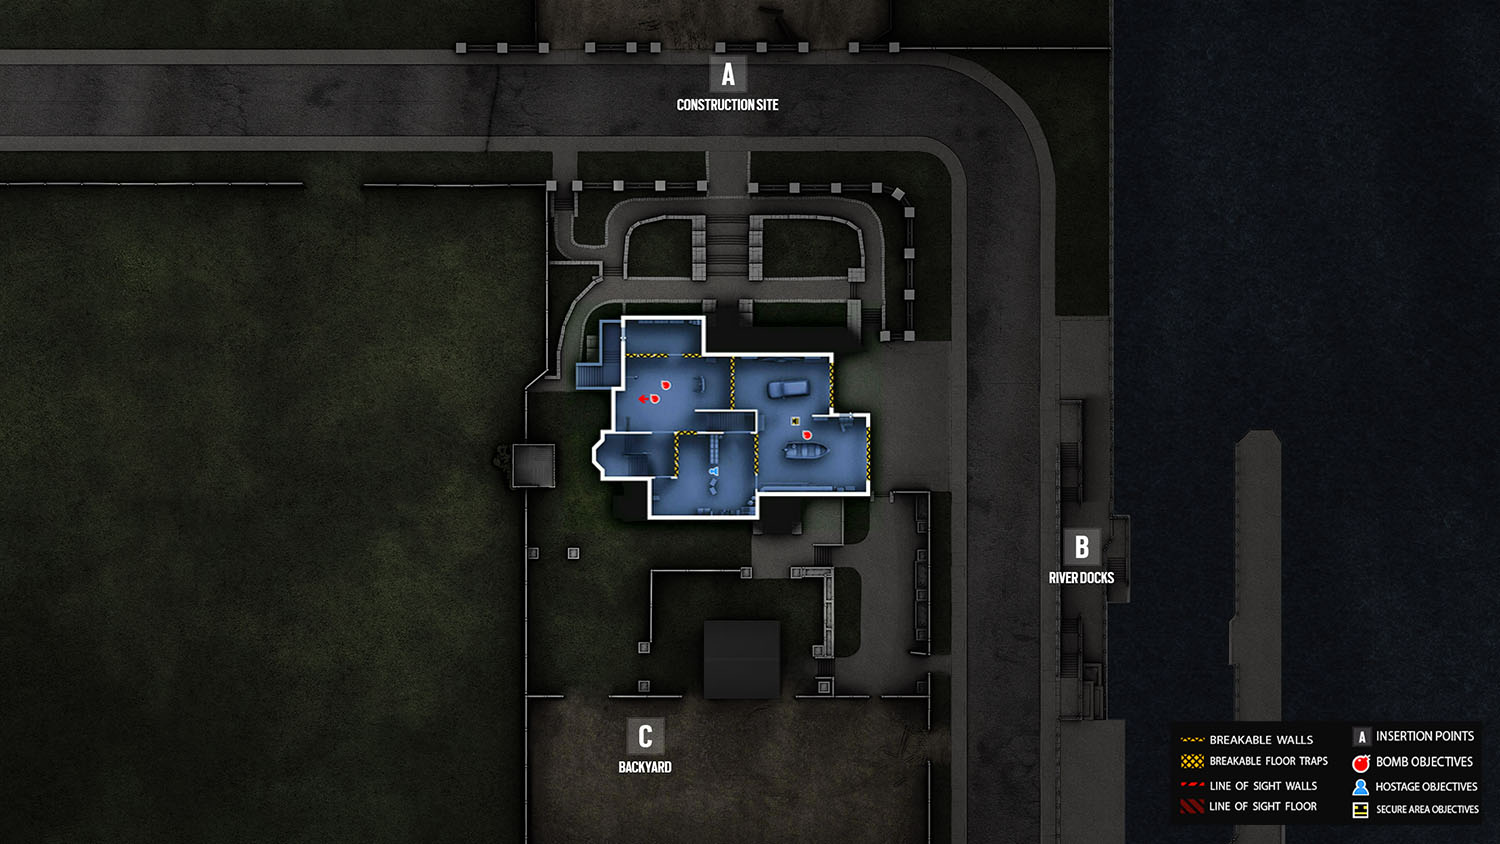 A
CONSTRUCTION SITE
B
RIVER DOCKS
C
BACKYARD
BREAKABLE WALLS
BREAKABLE FLOOR TRAPS
LINE OF SIGHT WALLS
LINE OF SIGHT FLOOR
A INSERTION POINTS
BOMB OBJECTIVES
HOSTAGE OBJECTIVES
SECURE AREA OBJECTIVES